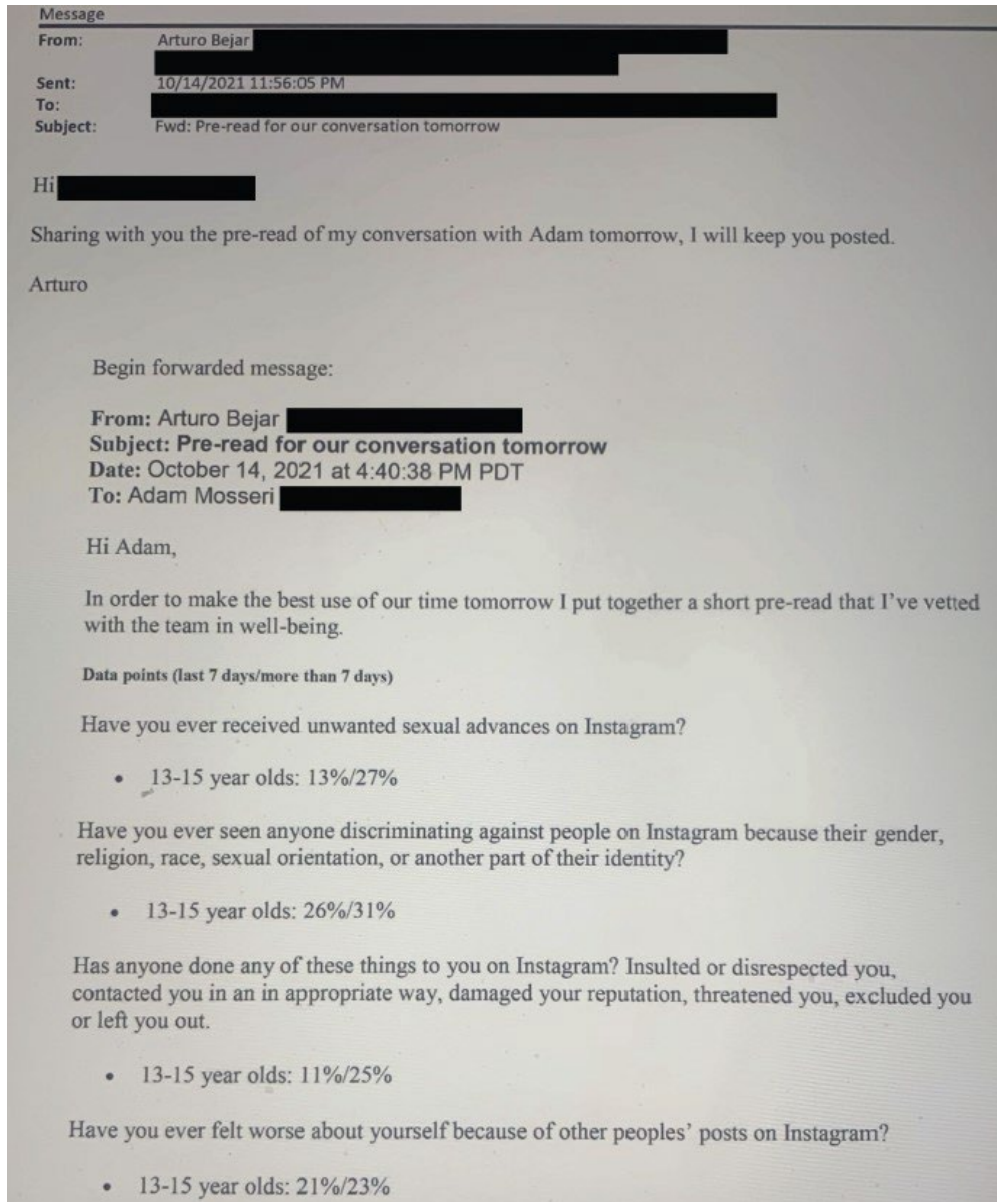 Message
From: Arturo Bejar
Sent: 10/14/2021 11:56:05 PM
To:
Subject: Fwd: Pre-read for our conversation tomorrow
Hi
Sharing with you the pre-read of my conversation with Adam tomorrow, I will keep you posted.
Arturo
Begin forwarded message:
From: Arturo Bejar
Subject: Pre-read for our conversation tomorrow
Date: October 14, 2021 at 4:40:38 PM PDT
To: Adam Mosseri
Hi Adam,
In order to make the best use of our time tomorrow I put together a short pre-read that I've vetted
with the team in well-being.
Data points (last 7 days/more than 7 days)
Have you ever received unwanted sexual advances on Instagram?
• 13-15 year olds: 13%/27%
Have you ever seen anyone discriminating against people on Instagram because their gender,
religion, race, sexual orientation, or another part of their identity?
• 13-15 year olds: 26%/31%
Has anyone done any of these things to you on Instagram? Insulted or disrespected you,
contacted you in an in appropriate way, damaged your reputation, threatened you, excluded you
or left you out.
• 13-15 year olds: 11%/25%
Have you ever felt worse about yourself because of other peoples' posts on Instagram?
• 13-15 year olds: 21%/23%